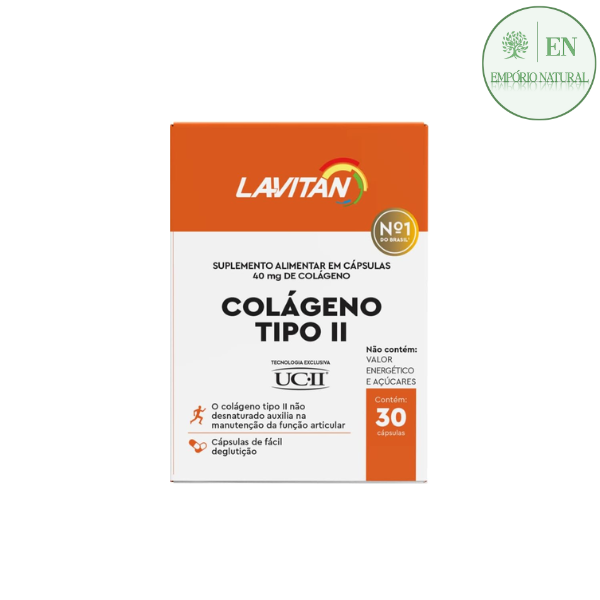 EN
EMPÓRIO NATURAL
LAVITAN
Nº1
DO BRASIL
SUPLEMENTO ALIMENTAR EM CÁPSULAS
40 mg DE COLÁGENO
COLÁGENO
TIPO II
Não contém:
VALOR
ENERGÉTICO
E AÇÚCARES
TECNOLOGIA EXCLUSIVA
UC-II
O colágeno tipo II não
desnaturado auxilia na
manutenção da função articular
Cápsulas de fácil
deglutição
Contém:
30
cápsulas